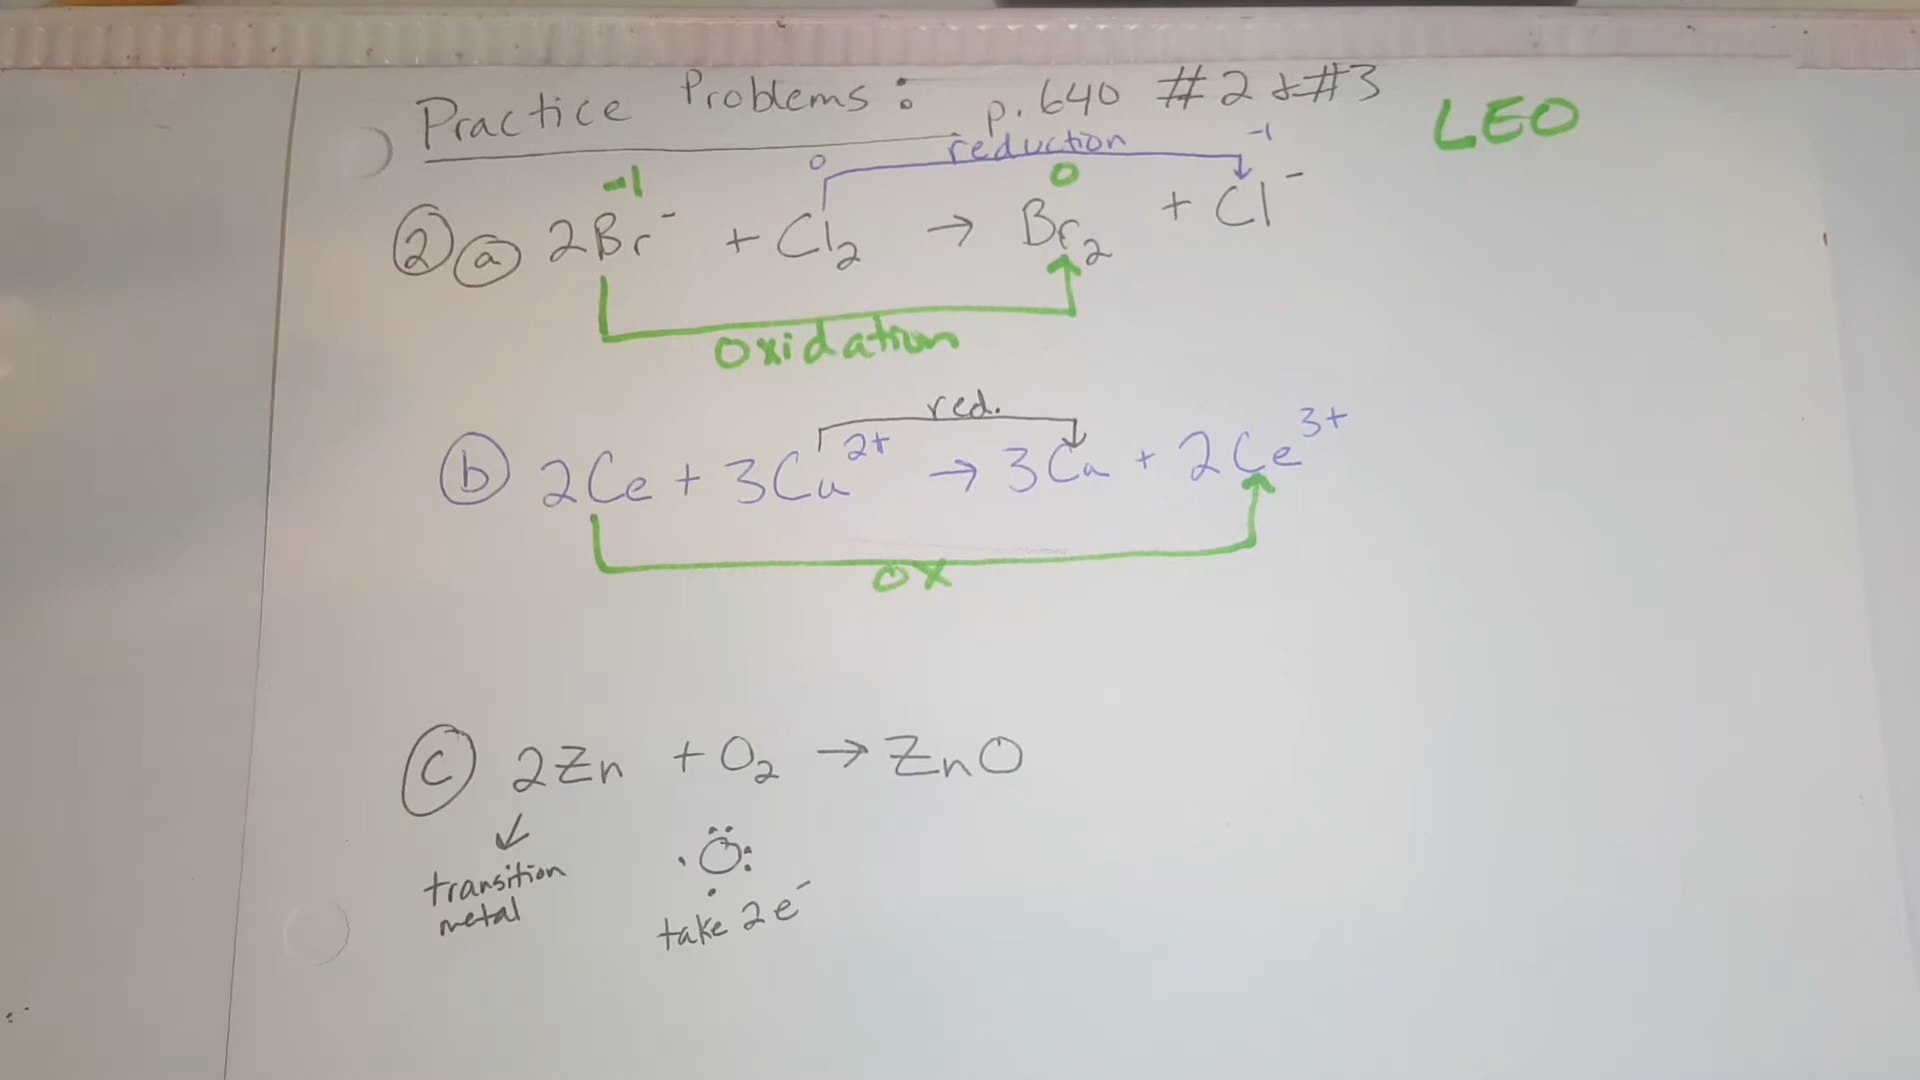 Practice Problems: p.640 #2 & #3
LEO
reduction
0 -1
-1 0
② ⓐ 2Br⁻ + Cl₂ → Br₂ + Cl⁻
oxidation
red.
ⓑ 2Ce + 3Cu²⁺ → 3Cu + 2Ce³⁺
ox
ⓒ 2Zn + O₂ → ZnO
O
transition
metal
take 2e⁻